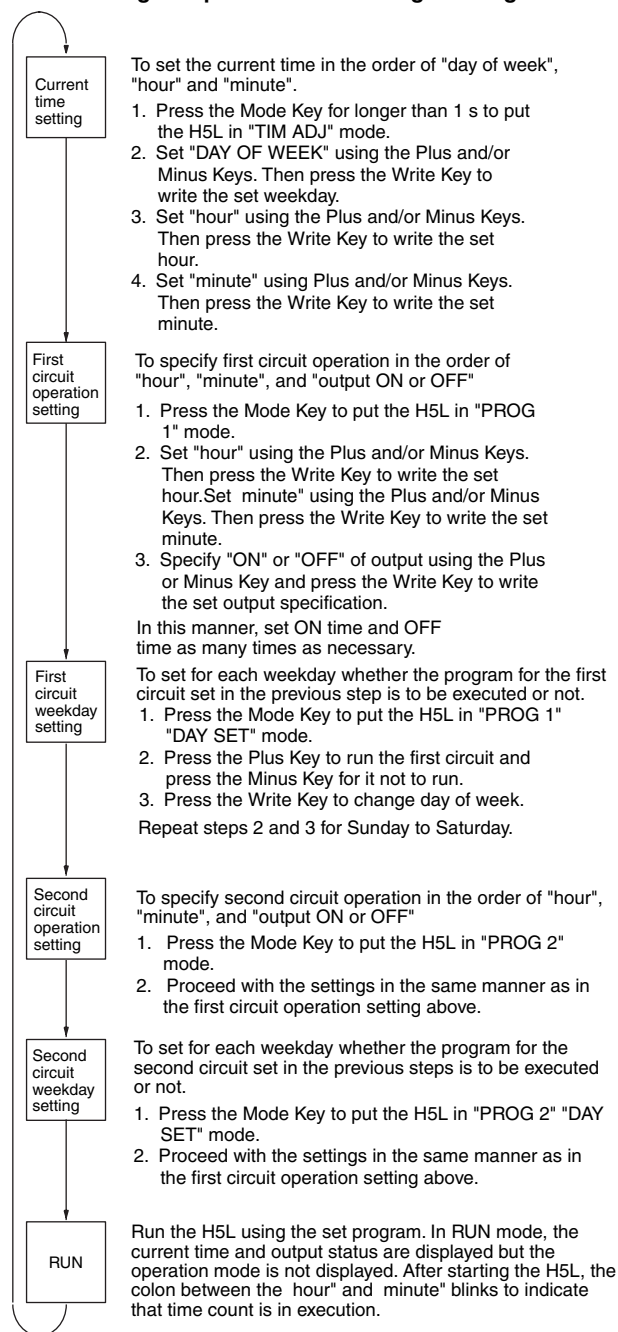 Current
time
setting
To set the current time in the order of "day of week",
"hour" and "minute".
1. Press the Mode Key for longer than 1 s to put
the H5L in "TIM ADJ" mode.
2. Set "DAY OF WEEK" using the Plus and/or
Minus Keys. Then press the Write Key to
write the set weekday.
3. Set "hour" using the Plus and/or Minus Keys.
Then press the Write Key to write the set
hour.
4. Set "minute" using Plus and/or Minus Keys.
Then press the Write Key to write the set
minute.
First
circuit
operation
setting
To specify first circuit operation in the order of
"hour", "minute", and "output ON or OFF"
1. Press the Mode Key to put the H5L in "PROG
1" mode.
2. Set "hour" using the Plus and/or Minus Keys.
Then press the Write Key to write the set
hour.Set minute" using the Plus and/or Minus
Keys. Then press the Write Key to write the set
minute.
3. Specify "ON" or "OFF" of output using the Plus
or Minus Key and press the Write Key to write
the set output specification.
In this manner, set ON time and OFF
time as many times as necessary.
First
circuit
weekday
setting
To set for each weekday whether the program for the first
circuit set in the previous step is to be executed or not.
1. Press the Mode Key to put the H5L in "PROG 1"
"DAY SET" mode.
2. Press the Plus Key to run the first circuit and
press the Minus Key for it not to run.
3. Press the Write Key to change day of week.
Repeat steps 2 and 3 for Sunday to Saturday.
Second
circuit
operation
setting
To specify second circuit operation in the order of "hour",
"minute", and "output ON or OFF"
1. Press the Mode Key to put the H5L in "PROG 2"
mode.
2. Proceed with the settings in the same manner as in
the first circuit operation setting above.
Second
circuit
weekday
setting
To set for each weekday whether the program for the
second circuit set in the previous steps is to be executed
or not.
1. Press the Mode Key to put the H5L in "PROG 2" "DAY
SET" mode.
2. Proceed with the settings in the same manner as in
the first circuit operation setting above.
RUN
Run the H5L using the set program. In RUN mode, the
current time and output status are displayed but the
operation mode is not displayed. After starting the H5L, the
colon between the hour" and minute" blinks to indicate
that time count is in execution.